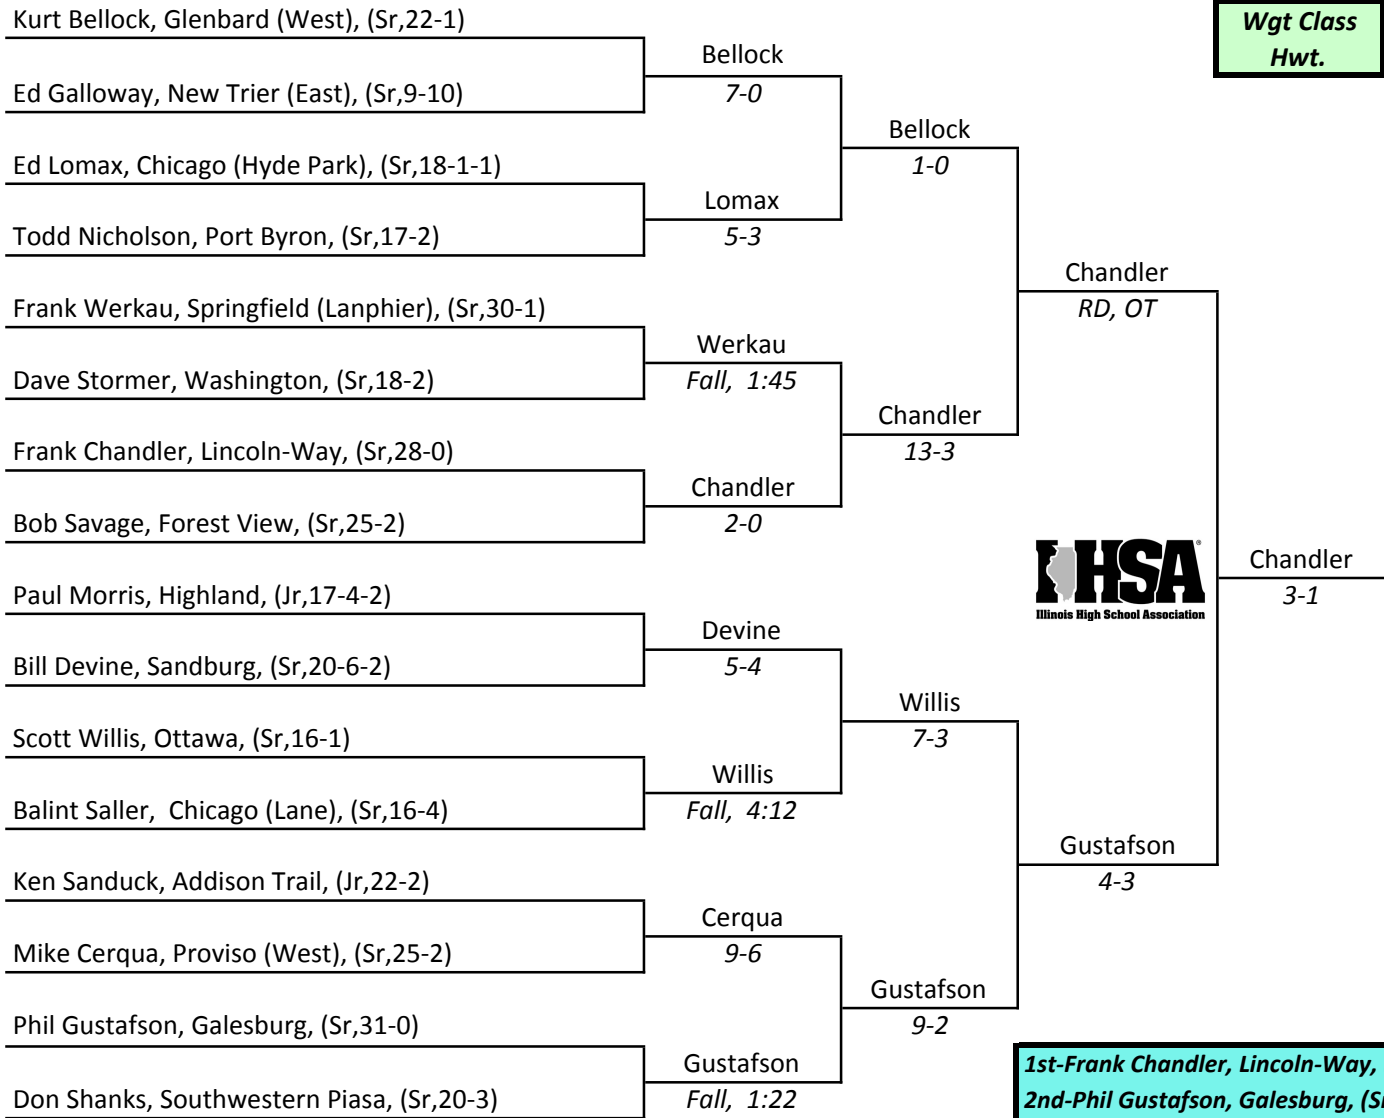 Kurt Bellock, Glenbard (West), (Sr,22-1)
Wgt Class
Hwt.
Bellock
7-0
Ed Galloway, New Trier (East), (Sr,9-10)
Bellock
1-0
Ed Lomax, Chicago (Hyde Park), (Sr,18-1-1)
Lomax
5-3
Todd Nicholson, Port Byron, (Sr,17-2)
Chandler
RD, OT
Frank Werkau, Springfield (Lanphier), (Sr,30-1)
Werkau
Fall, 1:45
Dave Stormer, Washington, (Sr,18-2)
Chandler
13-3
Frank Chandler, Lincoln-Way, (Sr,28-0)
Chandler
2-0
Bob Savage, Forest View, (Sr,25-2)
IHSA
Illinois High School Association
Chandler
3-1
Paul Morris, Highland, (Jr,17-4-2)
Devine
5-4
Bill Devine, Sandburg, (Sr,20-6-2)
Willis
7-3
Scott Willis, Ottawa, (Sr,16-1)
Willis
Fall, 4:12
Balint Saller, Chicago (Lane), (Sr,16-4)
Gustafson
4-3
Ken Sanduck, Addison Trail, (Jr,22-2)
Cerqua
9-6
Mike Cerqua, Proviso (West), (Sr,25-2)
Gustafson
9-2
Phil Gustafson, Galesburg, (Sr,31-0)
Gustafson
Fall, 1:22
Don Shanks, Southwestern Piasa, (Sr,20-3)
1st-Frank Chandler, Lincoln-Way,
2nd-Phil Gustafson, Galesburg, (Sr